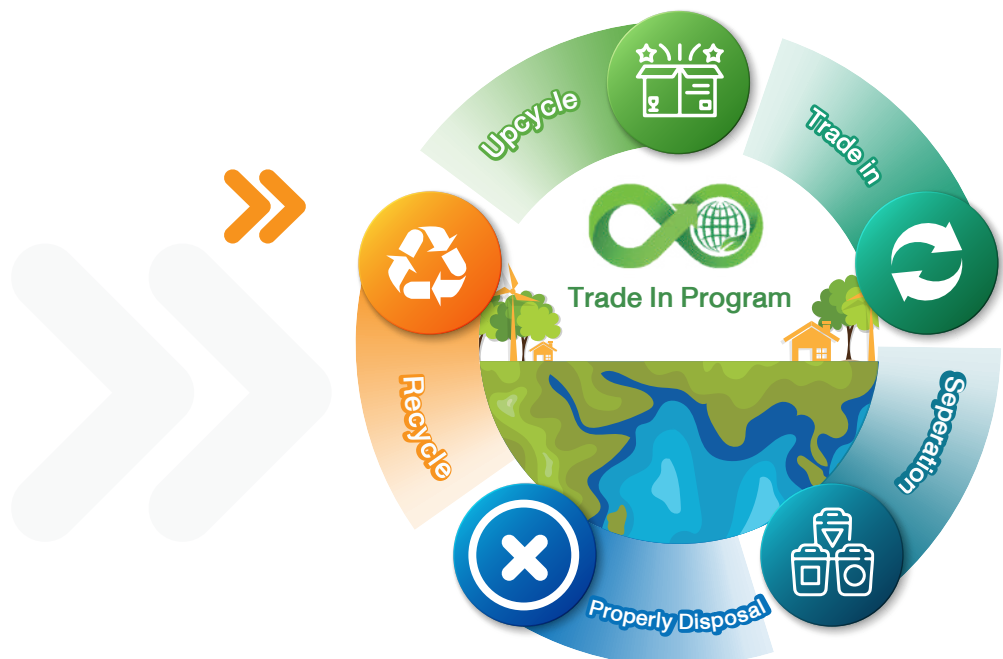 Upcycle
Trade in
Trade In Program
Recycle
Seperation
Properly Disposal